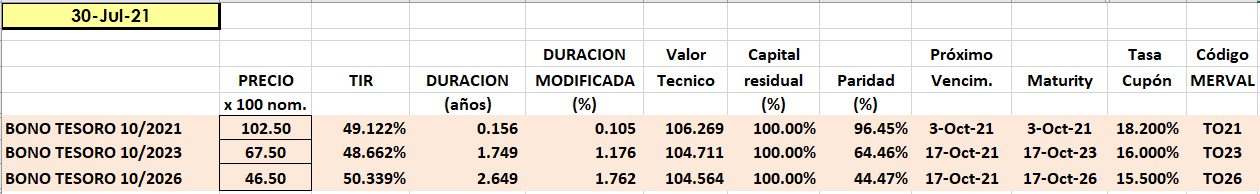 30-Jul-21
DURACION Valor Capital Próximo Tasa Código
PRECIO TIR DURACION MODIFICADA Tecnico residual Paridad Vencim. Maturity Cupón MERVAL
x 100 nom. (años) (%) (%) (%)
BONO TESORO 10/2021 102.50 49.122% 0.156 0.105 106.269 100.00% 96.45% 3-Oct-21 3-Oct-21 18.200% TO21
BONO TESORO 10/2023 67.50 48.662% 1.749 1.176 104.711 100.00% 64.46% 17-Oct-21 17-Oct-23 16.000% TO23
BONO TESORO 10/2026 46.50 50.339% 2.649 1.762 104.564 100.00% 44.47% 17-Oct-21 17-Oct-26 15.500% TO26